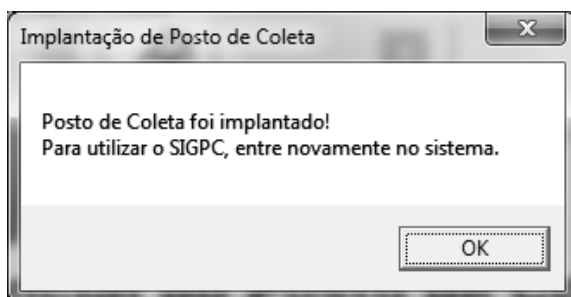 Implantação de Posto de Coleta
Posto de Coleta foi implantado!
Para utilizar o SIGPC, entre novamente no sistema.
OK